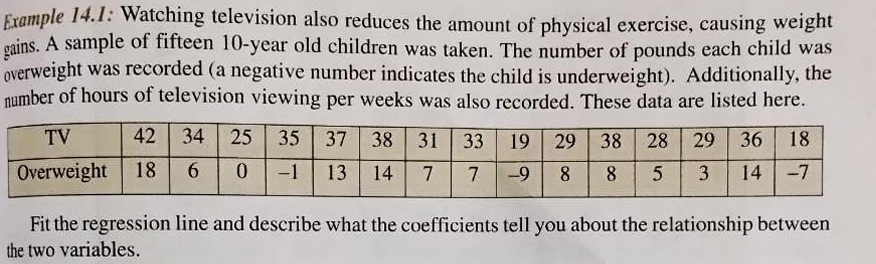 Example 14.1: Watching television also reduces the amount of physical exercise, causing weight
gains. A sample of fifteen 10-year old children was taken. The number of pounds each child was
overweight was recorded (a negative number indicates the child is underweight). Additionally, the
number of hours of television viewing per weeks was also recorded. These data are listed here.
TV 42 34 25 35 37 38 31 33 19 29 38 28 29 36 18
Overweight 18 6 0 −1 13 14 7 7 −9 8 8 5 3 14 −7
Fit the regression line and describe what the coefficients tell you about the relationship between
the two variables.